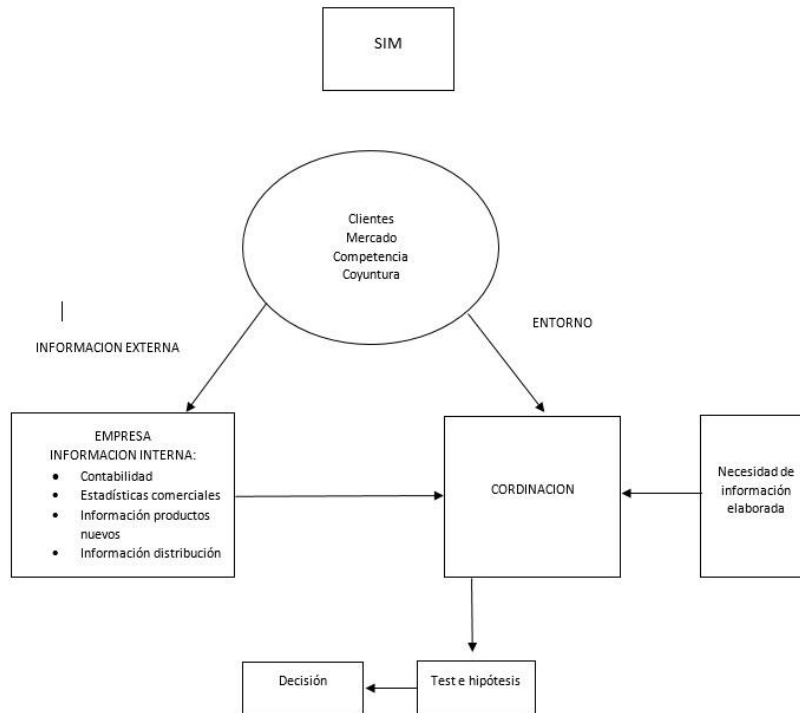 SIM
Clientes
Mercado
Competencia
Coyuntura
INFORMACION EXTERNA
ENTORNO
EMPRESA
INFORMACION INTERNA:
• Contabilidad
• Estadísticas comerciales
• Información productos
nuevos
• Información distribución
CORDINACION
Necesidad de
información
elaborada
Decisión
Test e hipótesis